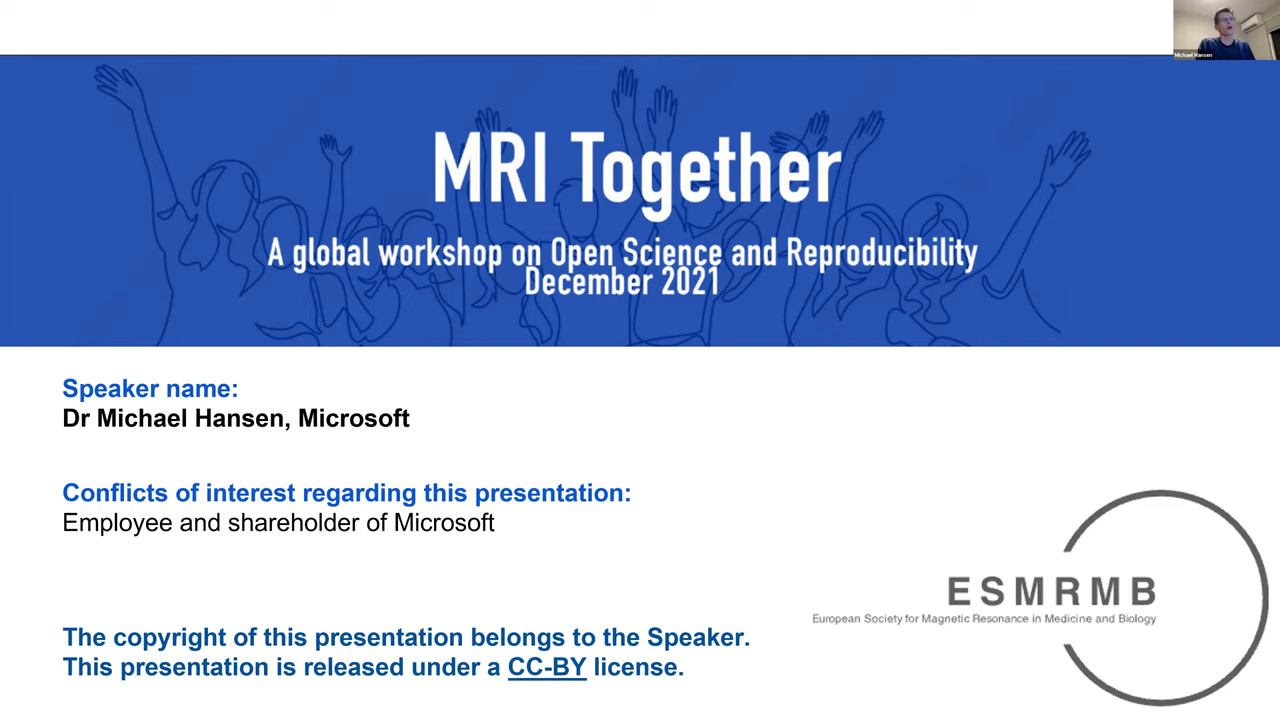 Michael Hansen
MRI Together
A global workshop on Open Science and Reproducibility
December 2021
Speaker name:
Dr Michael Hansen, Microsoft
Conflicts of interest regarding this presentation:
Employee and shareholder of Microsoft
ESMRMB
European Society for Magnetic Resonance in Medicine and Biology
The copyright of this presentation belongs to the Speaker.
This presentation is released under a CC-BY license.